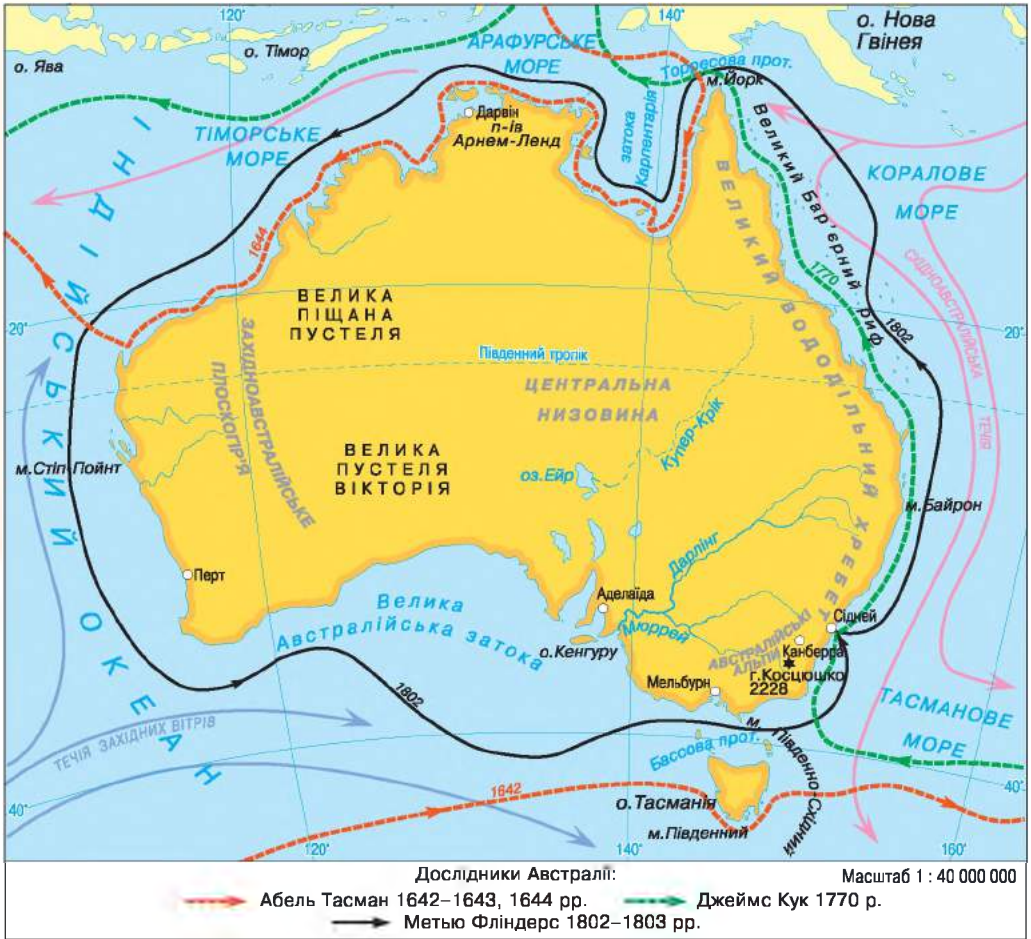 120°
140°
о. Нова
Гвінея
о. Ява
о. Тімор
АРАФУРСЬКЕ
МОРЕ
Торресова прот.
м.Йорк
Дарвін
п-ів
Арнем-Ленд
затока
Карпентарія
ТІМОРСЬКЕ
МОРЕ
Великий Бар'єрний риф
КОРАЛОВЕ
МОРЕ
ІНДІЙСЬКИЙ ОКЕАН
1644
1770
1802
СХІДНОАВСТРАЛІЙСЬКА
ТЕЧІЯ
ВЕЛИКИЙ ВОДОДІЛЬНИЙ ХРЕБЕТ
20°
20°
ВЕЛИКА
ПІЩАНА
ПУСТЕЛЯ
ЗАХІДНОАВСТРАЛІЙСЬКЕ
ПЛОСКОГІР'Я
Південний тропік
ЦЕНТРАЛЬНА
НИЗОВИНА
Купер-Крік
м.Стіп-Пойнт
ВЕЛИКА
ПУСТЕЛЯ
ВІКТОРІЯ
оз.Ейр
м.Байрон
Дарлінг
Перт
Аделаїда
Муррей
Сідней
Велика
Австралійська затока
о.Кенгуру
АВСТРАЛІЙСЬКІ
АЛЬПИ
Канберра
г.Косцюшко
2228
Мельбурн
1802
ТЕЧІЯ ЗАХІДНИХ ВІТРІВ
м. Південно-Східний
Бассова прот.
ТАСМАНОВЕ
МОРЕ
40°
40°
1642
о.Тасманія
м.Південний
120°
140°
160°
Дослідники Австралії:
Масштаб 1 : 40 000 000
Абель Тасман 1642–1643, 1644 рр.
Джеймс Кук 1770 р.
Метью Фліндерс 1802–1803 рр.